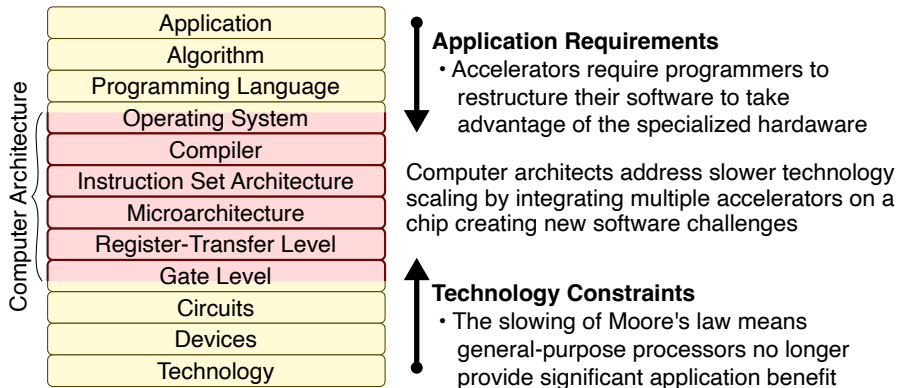 Computer Architecture
Application
Algorithm
Programming Language
Operating System
Compiler
Instruction Set Architecture
Microarchitecture
Register-Transfer Level
Gate Level
Circuits
Devices
Technology
Application Requirements
• Accelerators require programmers to
restructure their software to take
advantage of the specialized hardaware
Computer architects address slower technology
scaling by integrating multiple accelerators on a
chip creating new software challenges
Technology Constraints
• The slowing of Moore's law means
general-purpose processors no longer
provide significant application benefit